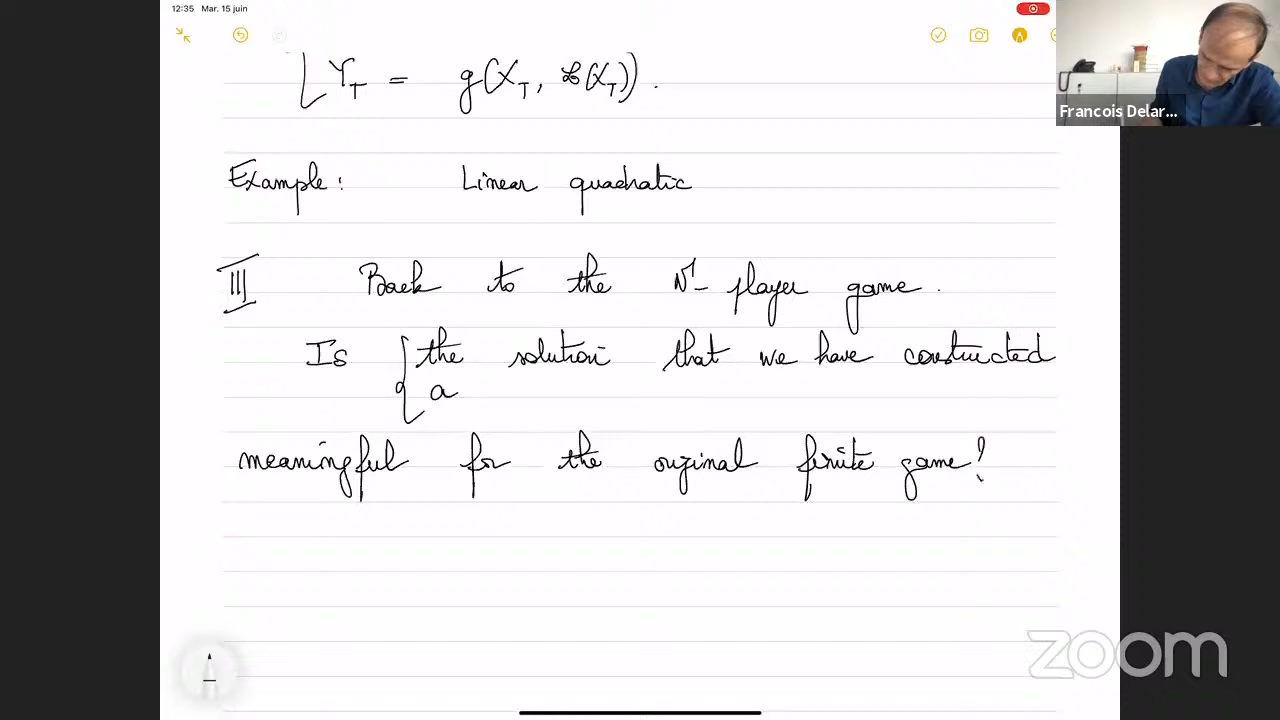 12:35 Mar. 15 juin
Y_T = g(X_T, ℒ(X_T)).
Francois Delar...
Example: Linear quadratic
III Back to the N- player game.
Is { the solution that we have constructed
a
meaningful for the original finite game?
zoom